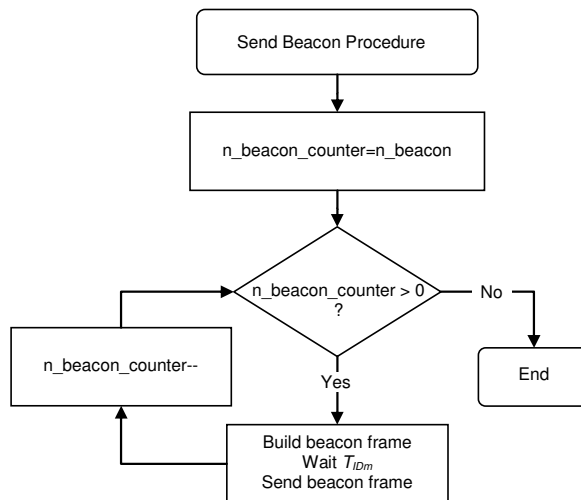 Send Beacon Procedure
n_beacon_counter=n_beacon
n_beacon_counter > 0
?
No
n_beacon_counter--
End
Yes
Build beacon frame
Wait T_IDm
Send beacon frame